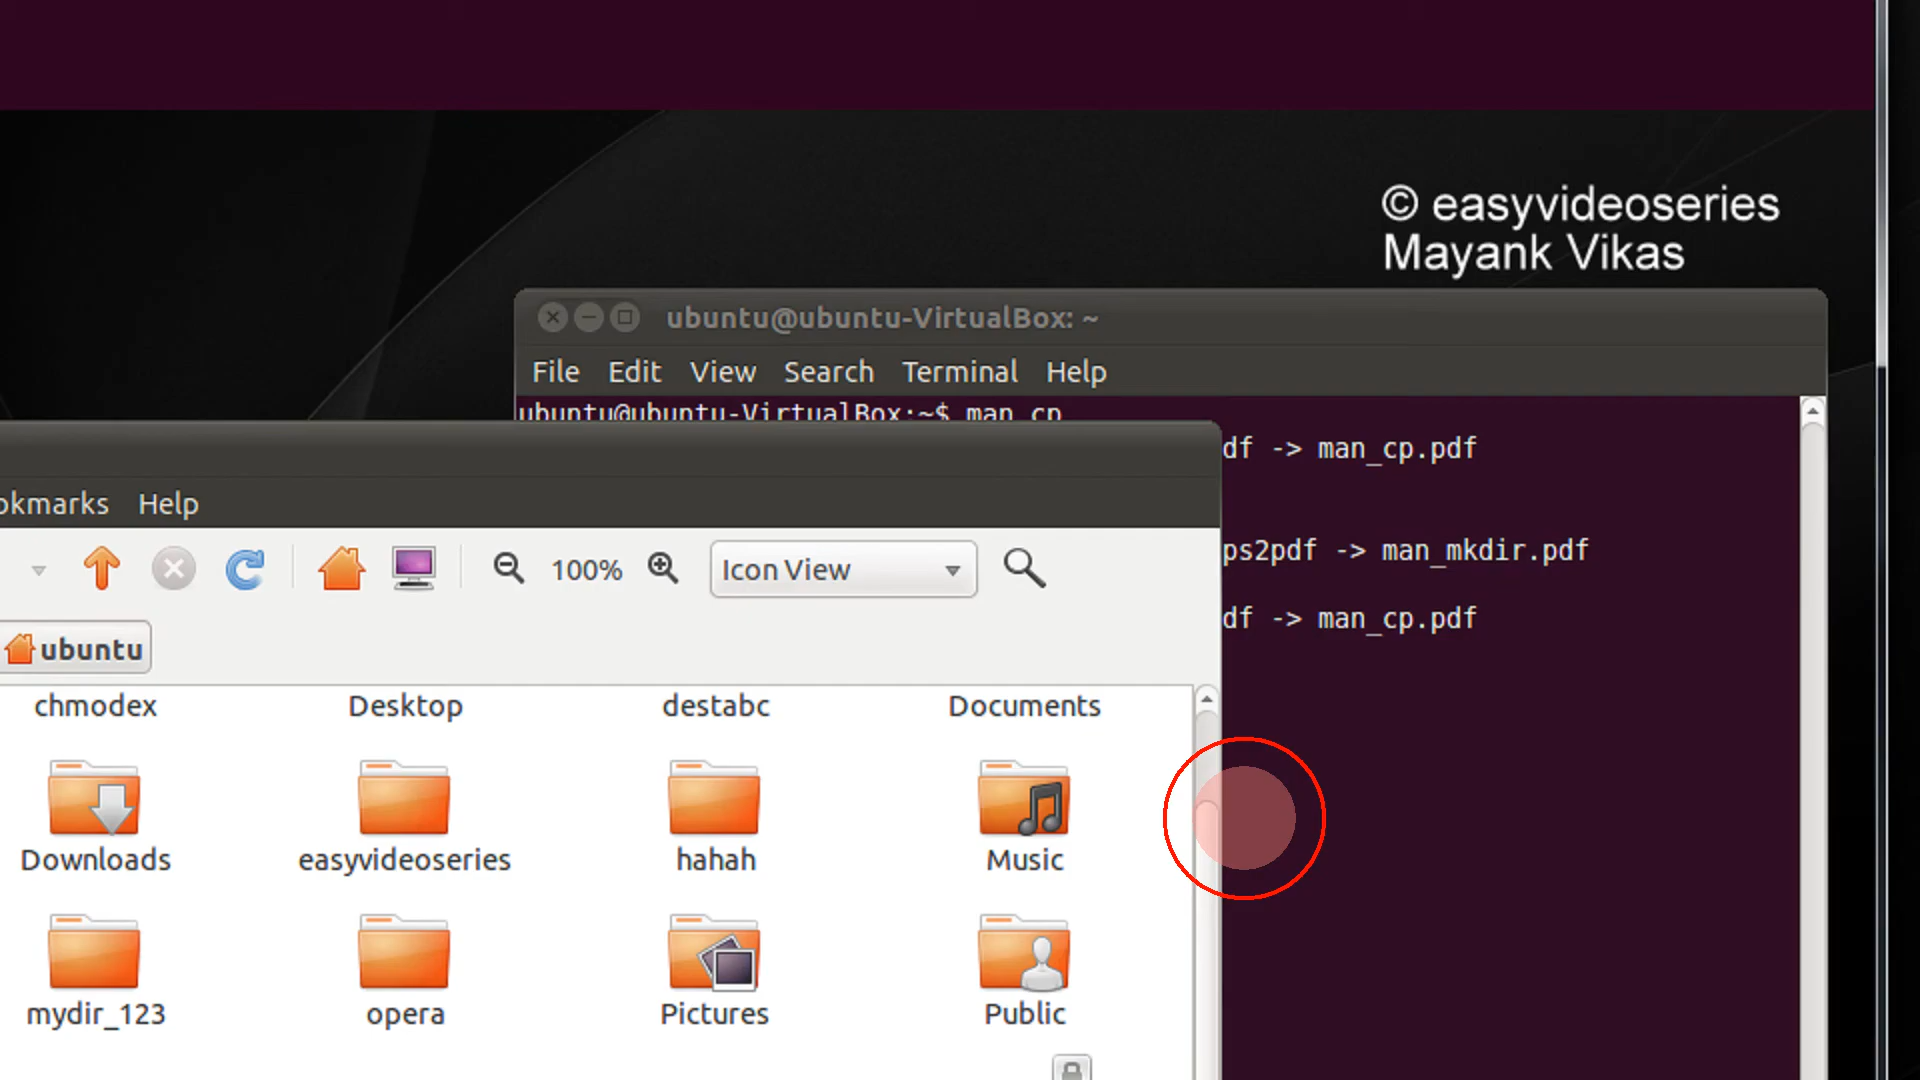 © easyvideoseries
Mayank Vikas
ubuntu@ubuntu-VirtualBox: ~
File Edit View Search Terminal Help
ubuntu@ubuntu-VirtualBox:~$ man cp
df -> man_cp.pdf
okmarks Help
ps2pdf -> man_mkdir.pdf
100% Icon View
df -> man_cp.pdf
ubuntu
chmodex Desktop destabc Documents
Downloads easyvideoseries hahah Music
mydir_123 opera Pictures Public